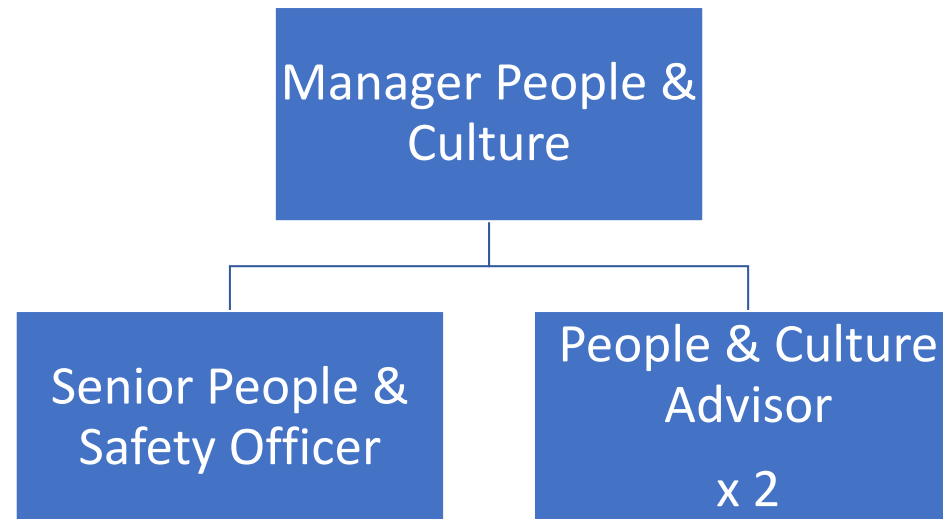 Manager People &
Culture
Senior People &
Safety Officer
People & Culture
Advisor
x 2